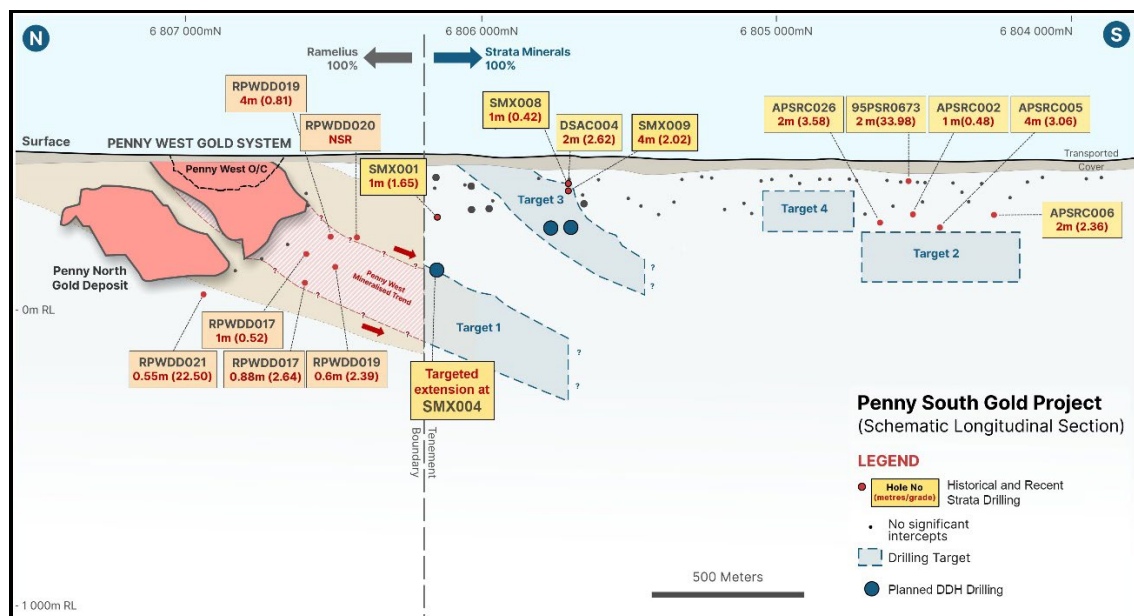 N
6 807 000mN
6 806 000mN
6 805 000mN
6 804 000mN
S
Ramelius
100%
Strata Minerals
100%
RPWDD019
4m (0.81)
RPWDD020
NSR
SMX008
1m (0.42)
DSAC004
2m (2.62)
SMX009
4m (2.02)
APSRC026
2m (3.58)
95PSR0673
2 m(33.98)
APSRC002
1 m(0.48)
APSRC005
4m (3.06)
Surface
PENNY WEST GOLD SYSTEM
Transported
Cover
Penny West O/C
SMX001
1m (1.65)
Target 3
Target 4
APSRC006
2m (2.36)
Target 2
Penny North
Gold Deposit
Penny West
Mineralised Trend
?
?
?
?
?
?
?
?
?
?
?
?
- 0m RL
Target 1
RPWDD017
1m (0.52)
RPWDD021
0.55m (22.50)
RPWDD017
0.88m (2.64)
RPWDD019
0.6m (2.39)
Targeted
extension at
SMX004
Tenement
Boundary
Penny South Gold Project
(Schematic Longitudinal Section)
LEGEND
Hole No
(metres/grade)
Historical and Recent
Strata Drilling
No significant
intercepts
Drilling Target
Planned DDH Drilling
500 Meters
- 1 000m RL